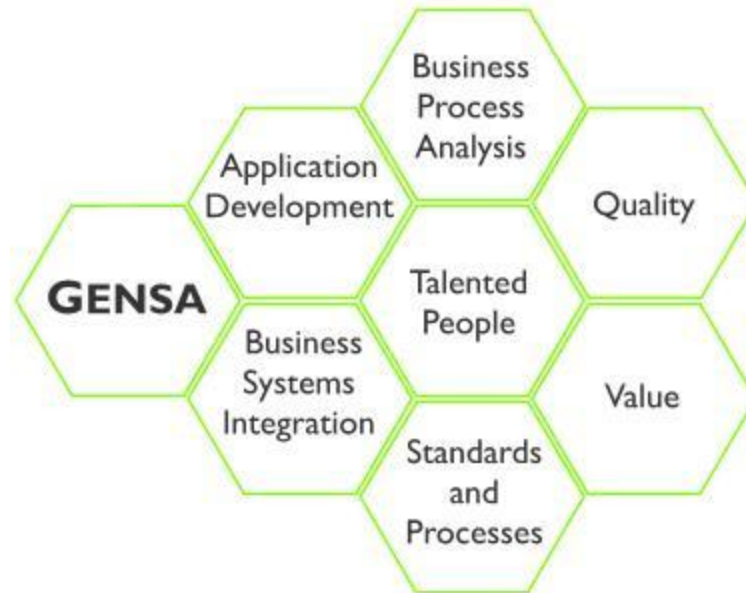 GENSA
Application
Development
Business
Systems
Integration
Business
Process
Analysis
Talented
People
Standards
and
Processes
Quality
Value